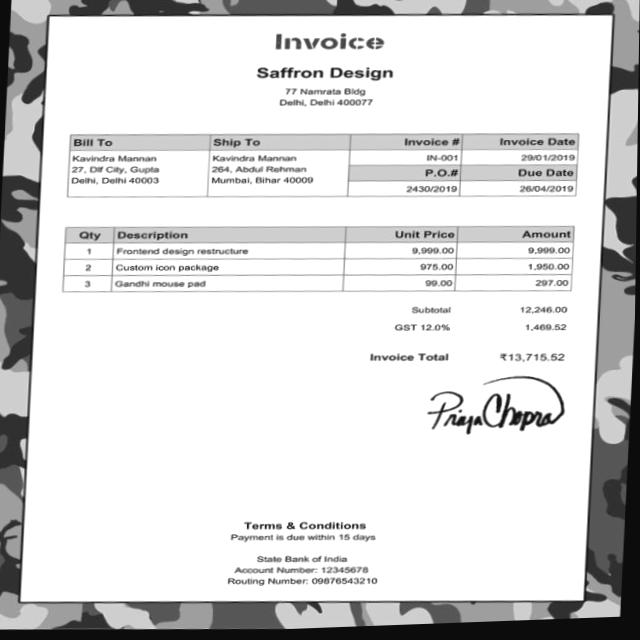 Invoice
Saffron Design
77 Namrata Bldg
Delhi, Delhi 400077
Bill To Ship To Invoice # Invoice Date
Kavindra Mannan Kavindra Mannan IN-001 29/01/2019
27, Dlf City, Gupta 264, Abdul Rehman P.O.# Due Date
Delhi, Delhi 40003 Mumbai, Bihar 40009 2430/2019 26/04/2019
Qty Description Unit Price Amount
1 Frontend design restructure 9,999.00 9,999.00
2 Custom icon package 975.00 1,950.00
3 Gandhi mouse pad 99.00 297.00
Subtotal 12,246.00
GST 12.0% 1,469.52
Invoice Total ₹13,715.52
Priya Chopra
Terms & Conditions
Payment is due within 15 days
State Bank of India
Account Number: 12345678
Routing Number: 09876543210